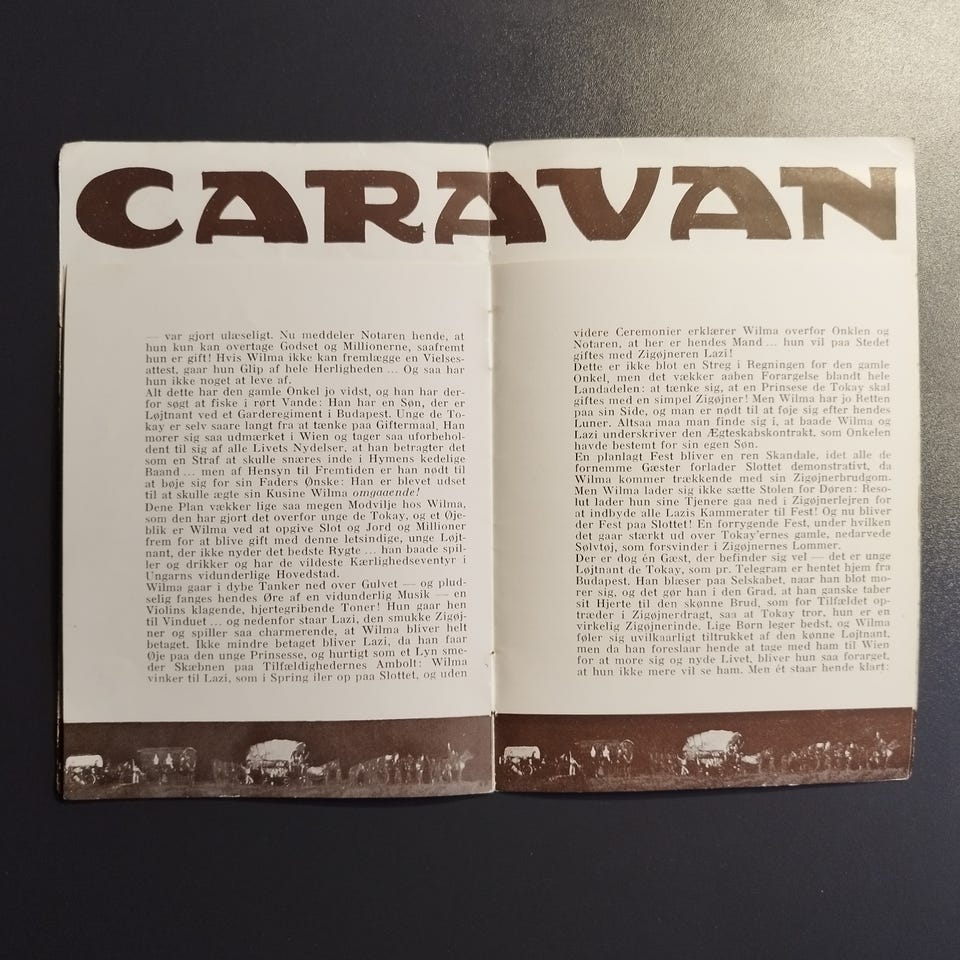 CARAVAN
— var gjort ulæseligt. Nu meddeler Notaren hende, at
hun kun kan overtage Godset og Millionerne, saafremt
hun er gift! Hvis Wilma ikke kan fremlægge en Vielses-
attest, gaar hun Glip af hele Herligheden ... Og saa har
hun ikke noget at leve af.
Alt dette har den gamle Onkel jo vidst, og han har der-
for søgt at fiske i rørt Vande: Han har en Søn, der er
Løjtnant ved et Garderegiment i Budapest. Unge de To-
kay er selv saare langt fra at tænke paa Giftermaal, Han
morer sig saa udmærket i Wien og tager saa uforbehol-
dent til sig af alle Livets Nydelser, at han betragter det
som en Straf at skulle snæres inde i Hymens kedelige
Baand ... men af Hensyn til Fremtiden er han nødt til
at bøje sig for sin Faders Ønske: Han er blevet udset
til at skulle ægte sin Kusine Wilma omgaaende!
Dene Plan vækker lige saa megen Modvilje hos Wilma,
som den har gjort det overfor unge de Tokay, og et Øje-
blik er Wilma ved at opgive Slot og Jord og Millioner
frem for at blive gift med denne letsindige, unge Løjt-
nant, der ikke nyder det bedste Rygte ... han baade spil-
ler og drikker og har de vildeste Kærlighedseventyr i
Ungarns vidunderlige Hovedstad.
Wilma gaar i dybe Tanker ned over Gulvet — og plud-
selig fanges hendes Øre af en vidunderlig Musik — en
Violins klagende, hjertegribende Toner! Hun gaar hen
til Vinduet ... og nedenfor staar Lazi, den smukke Zigøj-
ner og spiller saa charmerende, at Wilma bliver helt
betaget. Ikke mindre betaget bliver Lazi, da han faar
Øje paa den unge Prinsesse, og hurtigt som et Lyn sme-
der Skæbnen paa Tilfældighedernes Ambolt: Wilma
vinker til Lazi, som i Spring iler op paa Slottet, og uden
videre Ceremonier erklærer Wilma overfor Onklen og
Notaren, at her er hendes Mand ... hun vil paa Stedet
giftes med Zigøjneren Lazi!
Dette er ikke blot en Streg i Regningen for den gamle
Onkel, men det vækker aaben Forargelse blandt hele
Landadelen: at tænke sig, at en Prinsese de Tokay skal
giftes med en simpel Zigøjner! Men Wilma har jo Retten
paa sin Side, og man er nødt til at føje sig efter hendes
Luner. Altsaa maa man finde sig i, at baade Wilma og
Lazi underskriver den Ægteskabskontrakt, som Onkelen
havde bestemt for sin egen Søn.
En planlagt Fest bliver en ren Skandale, idet alle de
fornemme Gæster forlader Slottet demonstrativt, da
Wilma kommer trækkende med sin Zigøjnerbrudgom.
Men Wilma lader sig ikke sætte Stolen for Døren: Reso-
lut lader hun sine Tjenere gaa ned i Zigøjnerlejren for
at indbyde alle Lazis Kammerater til Fest! Og nu bliver
der Fest paa Slottet! En forrygende Fest, under hvilken
det gaar stærkt ud over Tokay'ernes gamle, nedarvede
Sølvtøj, som forsvinder i Zigøjnernes Lommer.
Der er dog én Gæst, der befinder sig vel — det er unge
Løjtnant de Tokay, som pr. Telegram er hentet hjem fra
Budapest. Han blæser paa Selskabet, naar han blot mo-
rer sig, og det gør han i den Grad, at han ganske taber
sit Hjerte til den skønne Brud, som for Tilfældet op-
træder i Zigøjnerdragt, saa at Tokay tror, hun er en
virkelig Zigøjnerinde. Lige Børn leger bedst, og Wilma
føler sig uvilkaarligt tiltrukket af den kønne Løjtnant,
men da han foreslaar hende at tage med ham til Wien
for at more sig og nyde Livet, bliver hun saa forarget,
at hun ikke mere vil se ham. Men ét staar hende klart: